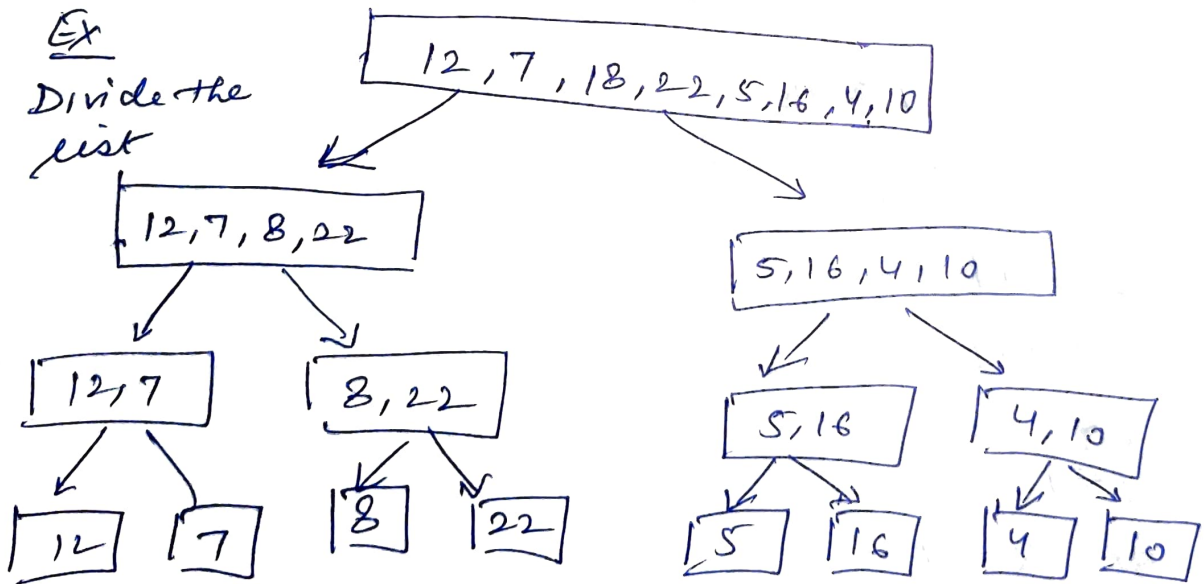 Ex
Divide the
list
12, 7, 18, 22, 5, 16, 4, 10
12, 7, 8, 22
5, 16, 4, 10
12, 7
8, 22
5, 16
4, 10
12
7
8
22
5
16
4
10